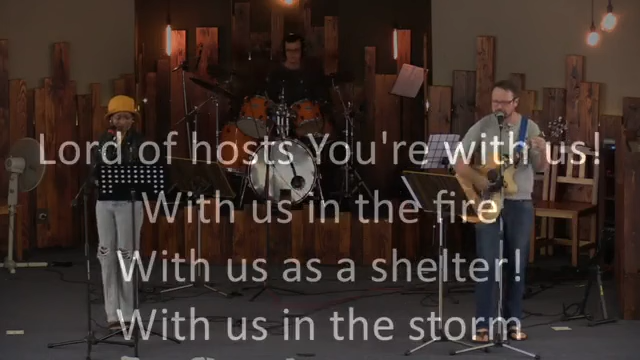 Lord of hosts You're with us!
With us in the fire
With us as a shelter!
With us in the storm